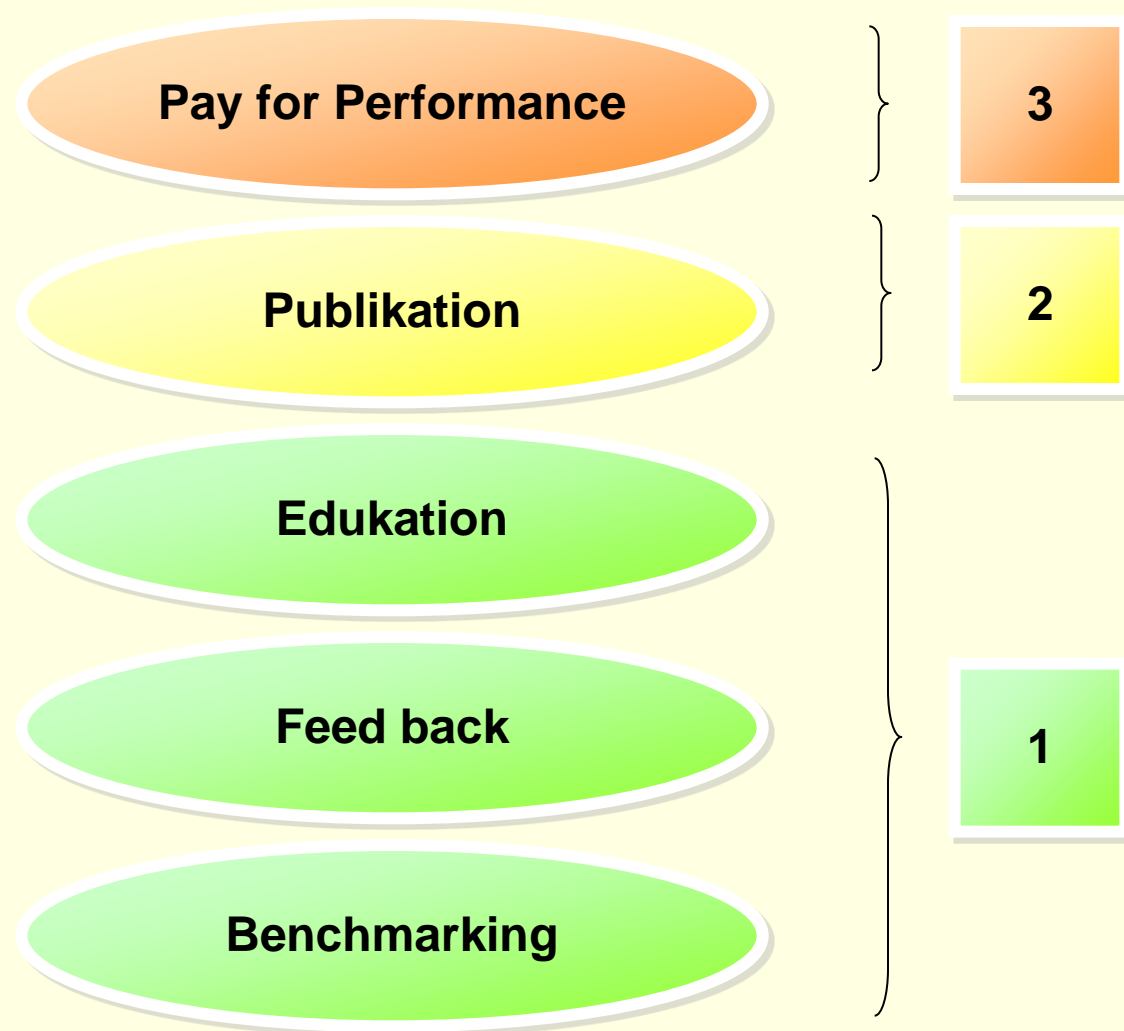 Pay for Performance
3
Publikation
2
Edukation
Feed back
1
Benchmarking